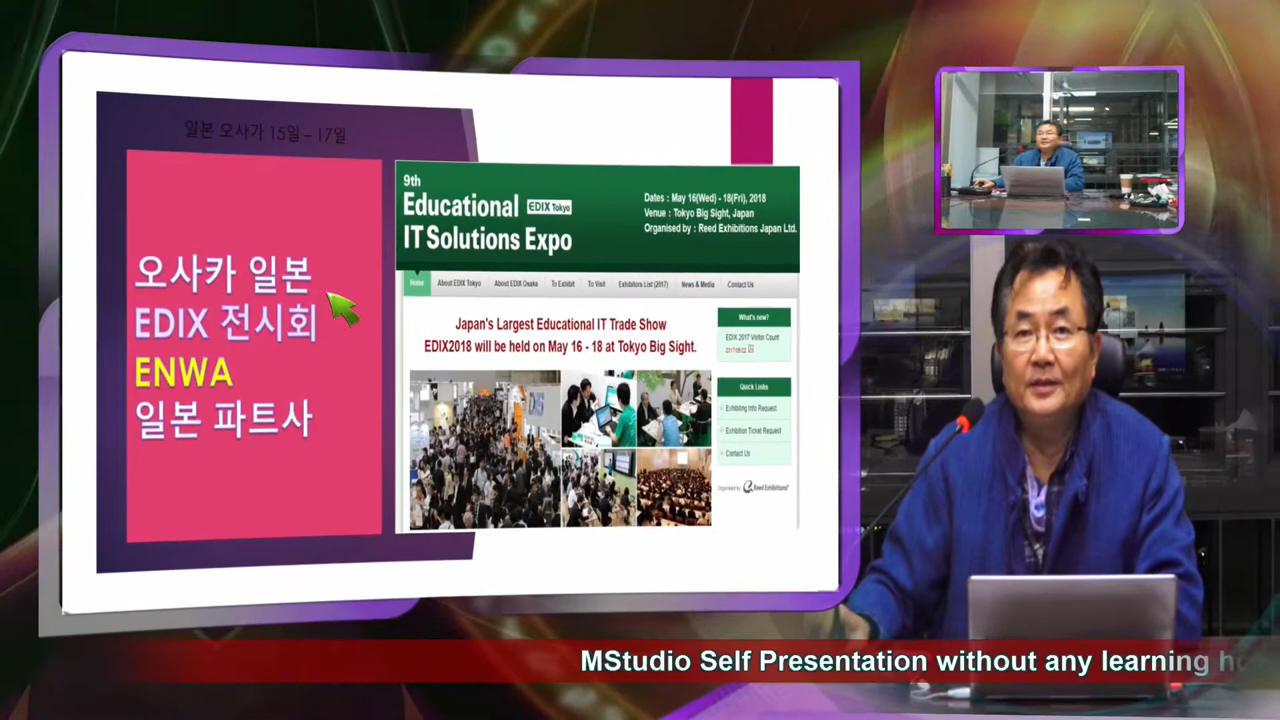 일본 오사가 15일 – 17일
오사카 일본
EDIX 전시회
ENWA
일본 파트사
9th
Educational EDIX Tokyo
IT Solutions Expo
Dates : May 16(Wed) - 18(Fri), 2018
Venue : Tokyo Big Sight, Japan
Organised by : Reed Exhibitions Japan Ltd.
Home About EDIX Tokyo About EDIX Osaka To Exhibit To Visit Exhibitors List (2017) News & Media Contact Us
Japan's Largest Educational IT Trade Show
EDIX2018 will be held on May 16 - 18 at Tokyo Big Sight.
What's new?
EDIX 2017 Visitor Count
Quick Links
Exhibiting Info Request
Exhibition Ticket Request
Contact Us
Organised by Reed Exhibitions
MStudio Self Presentation without any learning